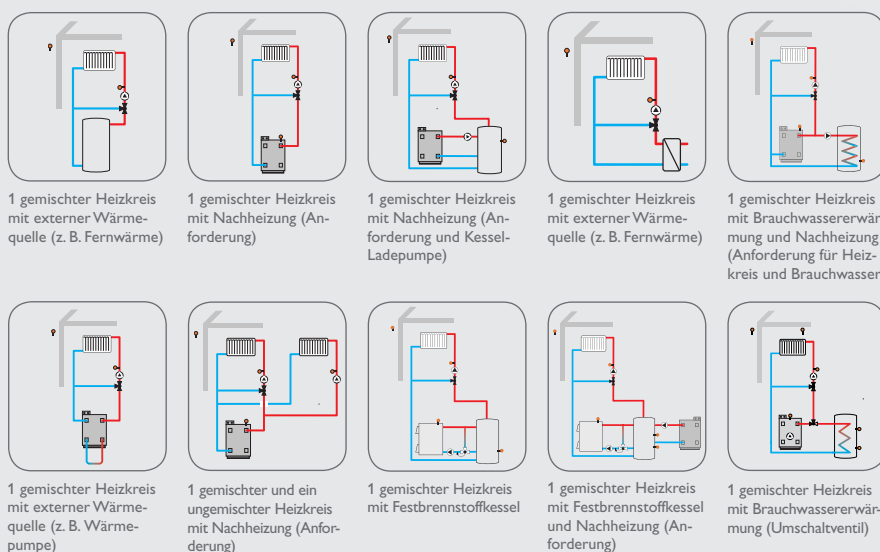 1 gemischter Heizkreis
mit externer Wärme-
quelle (z. B. Fernwärme)
1 gemischter Heizkreis
mit Nachheizung (An-
forderung)
1 gemischter Heizkreis
mit Nachheizung (An-
forderung und Kessel-
Ladepumpe)
1 gemischter Heizkreis
mit externer Wärme-
quelle (z. B. Fernwärme)
1 gemischter Heizkreis
mit Brauchwassererwär-
mung und Nachheizung
(Anforderung für Heiz-
kreis und Brauchwasser
1 gemischter Heizkreis
mit externer Wärme-
quelle (z. B. Wärme-
pumpe)
1 gemischter und ein
ungemischter Heizkreis
mit Nachheizung (Anfor-
derung)
1 gemischter Heizkreis
mit Festbrennstoffkessel
1 gemischter Heizkreis
mit Festbrennstoffkessel
und Nachheizung (An-
forderung)
1 gemischter Heizkreis
mit Brauchwassererwär-
mung (Umschaltventil)